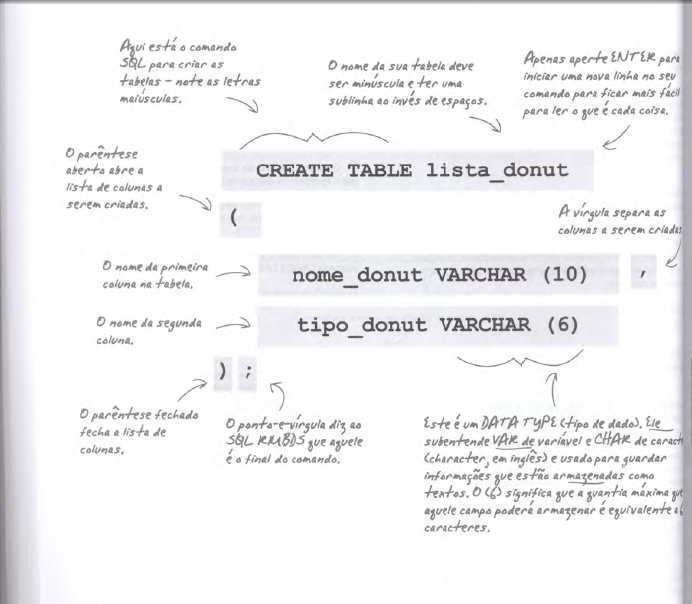 Aqui está o comando
SQL para criar as
tabelas – note as letras
maiúsculas.
O nome da sua tabela deve
ser minúscula e ter uma
sublinha ao invés de espaços.
Apenas aperte ENTER para
iniciar uma nova linha no seu
comando para ficar mais fácil
para ler o que é cada coisa.
O parêntese
aberto abre a
lista de colunas a
serem criadas.
CREATE TABLE lista_donut
(
A vírgula separa as
colunas a serem criadas
O nome da primeira
coluna na tabela.
nome_donut VARCHAR (10) ,
O nome da segunda
coluna.
tipo_donut VARCHAR (6)
) ;
O parêntese fechado
fecha a lista de
colunas.
O ponto-e-vírgula diz ao
SQL RMBDS que aquele
é o final do comando.
Este é um DATA TYPE (tipo de dado). Ele
subentende VAR de variável e CHAR de caract
(character, em inglês) e usado para guardar
informações que estão armazenadas como
textos. O (6) significa que a quantia máxima que
aquele campo poderá armazenar é equivalente a 6
caracteres.